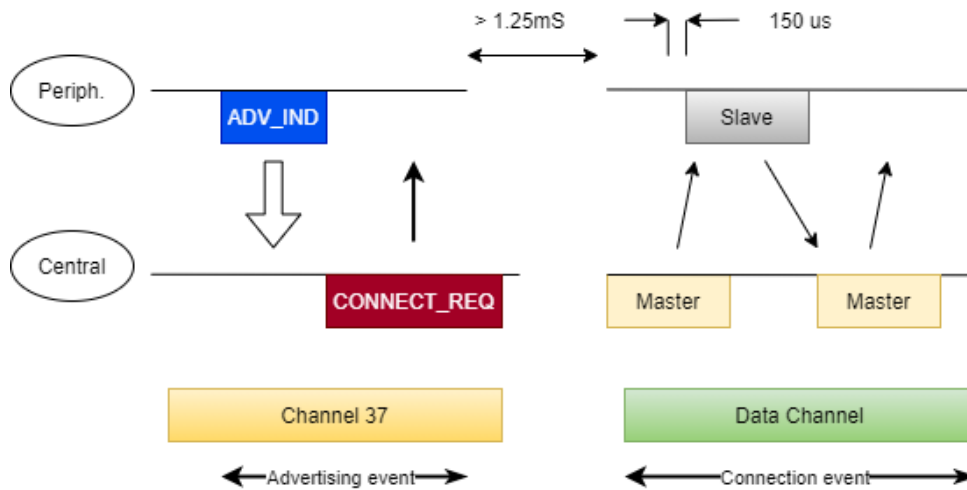 > 1.25mS
150 us
Periph.
ADV_IND
Slave
Central
CONNECT_REQ
Master
Master
Channel 37
Data Channel
Advertising event
Connection event